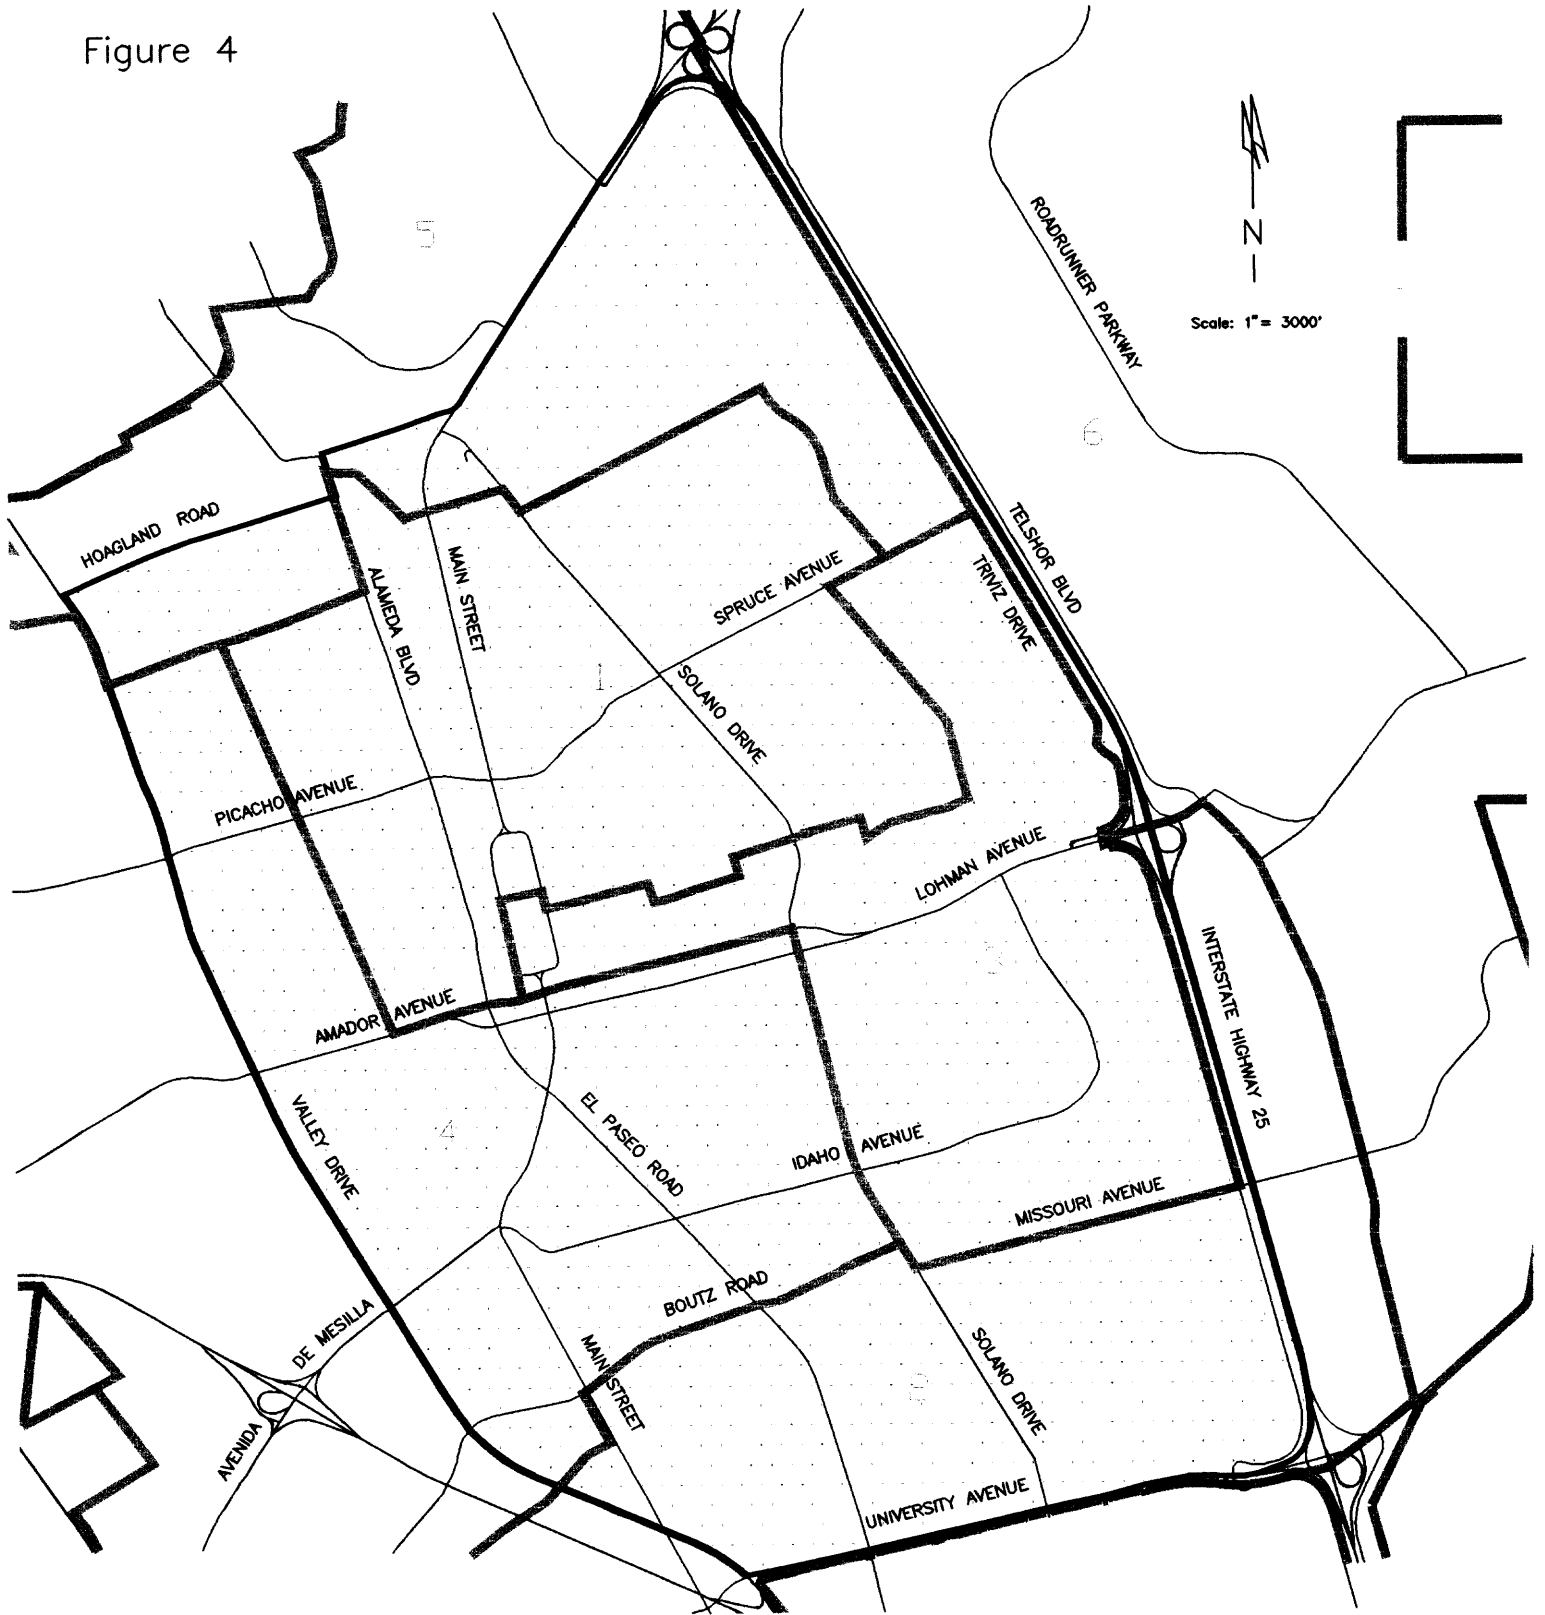 Figure 4
5
ROADRUNNER PARKWAY
N
Scale: 1"= 3000'
6
HOAGLAND ROAD
ALAMEDA BLVD
MAIN STREET
SPRUCE AVENUE
TELSHOR BLVD
TRIVIZ DRIVE
1
SOLANO DRIVE
PICACHO AVENUE
LOHMAN AVENUE
3
INTERSTATE HIGHWAY 25
AMADOR AVENUE
VALLEY DRIVE
4
EL PASEO ROAD
IDAHO AVENUE
MISSOURI AVENUE
BOUTZ ROAD
AVENIDA DE MESILLA
MAIN STREET
2
SOLANO DRIVE
UNIVERSITY AVENUE